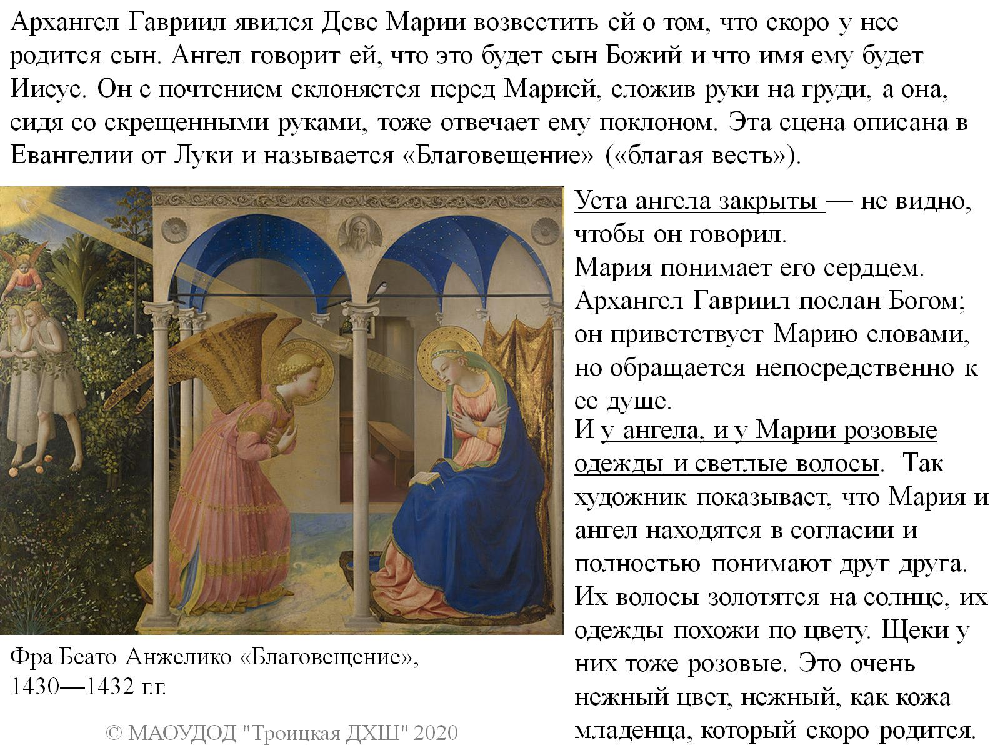 Архангел Гавриил явился Деве Марии возвестить ей о том, что скоро у нее
родится сын. Ангел говорит ей, что это будет сын Божий и что имя ему будет
Иисус. Он с почтением склоняется перед Марией, сложив руки на груди, а она,
сидя со скрещенными руками, тоже отвечает ему поклоном. Эта сцена описана в
Евангелии от Луки и называется «Благовещение» («благая весть»).
Уста ангела закрыты — не видно,
чтобы он говорил.
Мария понимает его сердцем.
Архангел Гавриил послан Богом;
он приветствует Марию словами,
но обращается непосредственно к
ее душе.
И у ангела, и у Марии розовые
одежды и светлые волосы. Так
художник показывает, что Мария и
ангел находятся в согласии и
полностью понимают друг друга.
Их волосы золотятся на солнце, их
одежды похожи по цвету. Щеки у
них тоже розовые. Это очень
нежный цвет, нежный, как кожа
младенца, который скоро родится.
Фра Беато Анжелико «Благовещение»,
1430—1432 г.г.
© МАОУДОД "Троицкая ДХШ" 2020